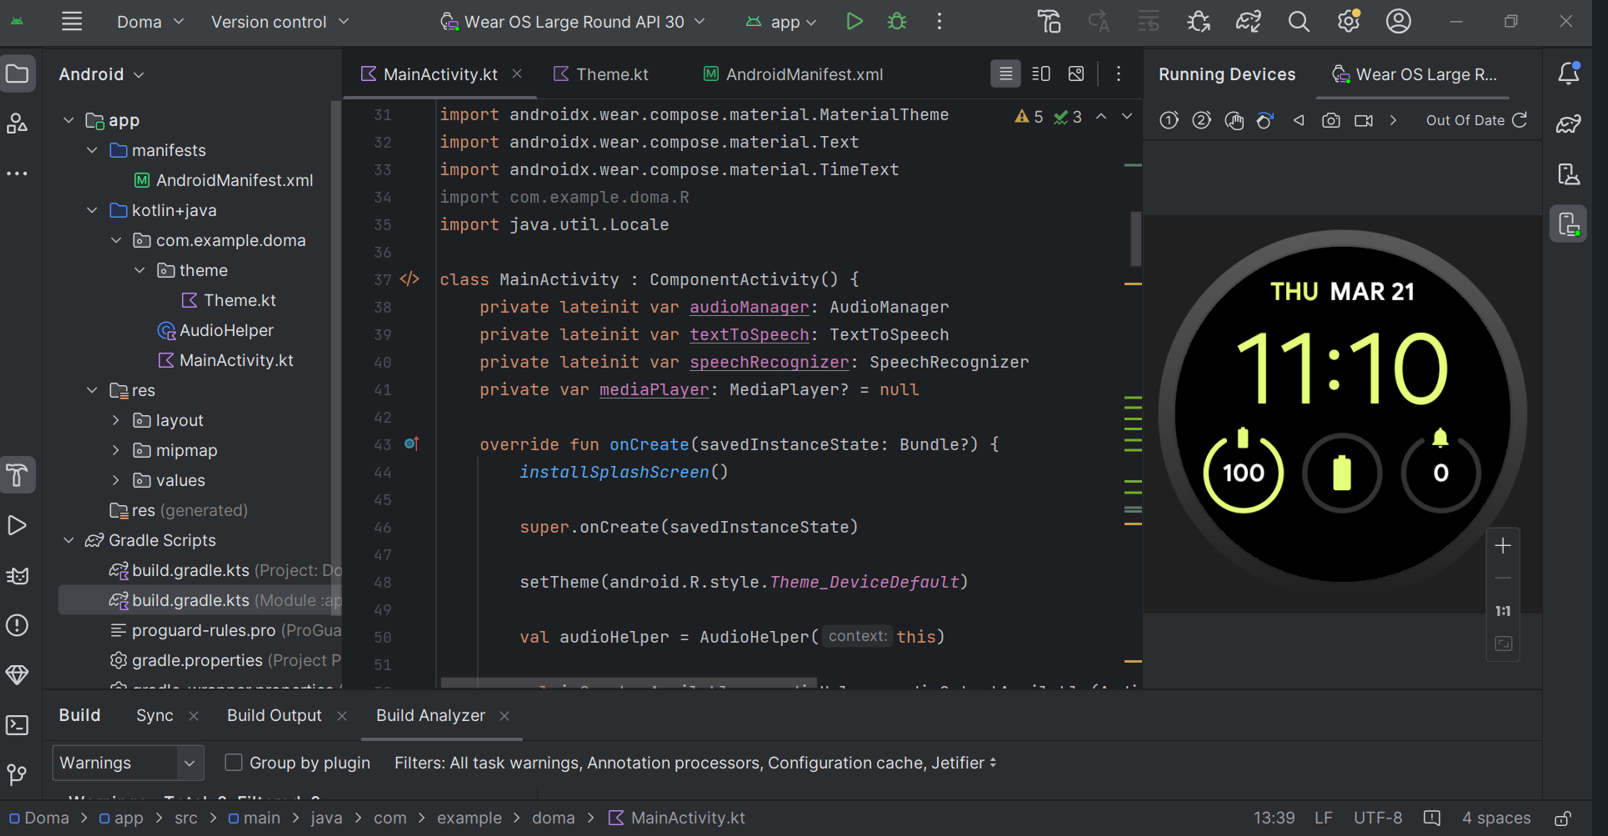 Doma
Version control
Wear OS Large Round API 30
app
Android
MainActivity.kt
Theme.kt
AndroidManifest.xml
Running Devices
Wear OS Large R...
app
manifests
AndroidManifest.xml
kotlin+java
com.example.doma
theme
Theme.kt
AudioHelper
MainActivity.kt
res
layout
mipmap
values
res (generated)
Gradle Scripts
build.gradle.kts (Project: Do
build.gradle.kts (Module :ap
proguard-rules.pro (ProGua
gradle.properties (Project P
31 import androidx.wear.compose.material.MaterialTheme
5 3
32 import androidx.wear.compose.material.Text
33 import androidx.wear.compose.material.TimeText
34 import com.example.doma.R
35 import java.util.Locale
36
37 class MainActivity : ComponentActivity() {
38 private lateinit var audioManager: AudioManager
39 private lateinit var textToSpeech: TextToSpeech
40 private lateinit var speechRecognizer: SpeechRecognizer
41 private var mediaPlayer: MediaPlayer? = null
42
43 override fun onCreate(savedInstanceState: Bundle?) {
44 installSplashScreen()
45
46 super.onCreate(savedInstanceState)
47
48 setTheme(android.R.style.Theme_DeviceDefault)
49
50 val audioHelper = AudioHelper( context: this)
51
1 2 Out Of Date
THU MAR 21
11:10
100 0
1:1
Build
Sync
Build Output
Build Analyzer
Warnings
Group by plugin
Filters: All task warnings, Annotation processors, Configuration cache, Jetifier
Doma > app > src > main > java > com > example > doma > MainActivity.kt
13:39 LF UTF-8 4 spaces